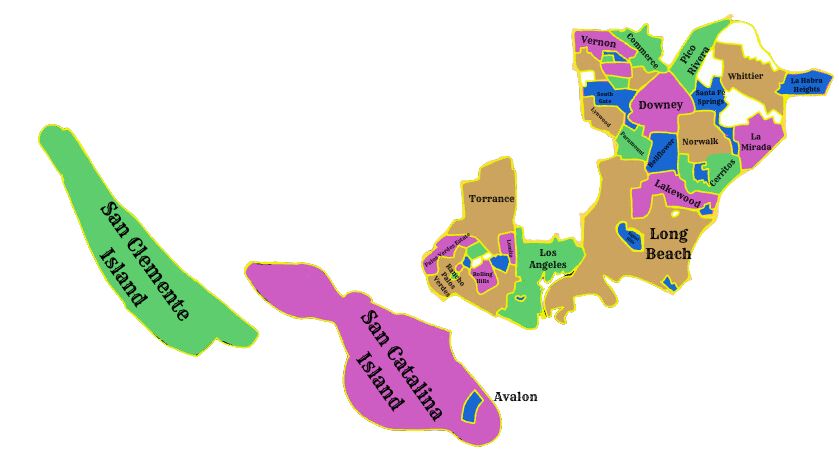 Vernon
Commerce
Pico
Rivera
Whittier
La Habra
Heights
South
Gate
Downey
Santa Fe
Springs
Lynwood
Paramount
Bellflower
Norwalk
La
Mirada
Cerritos
Lakewood
Torrance
Long
Beach
Palos Verdes Estate
Lomita
Los
Angeles
Rancho
Palos
Verdes
Rolling
Hills
San Clemente
Island
San Catalina
Island
Avalon